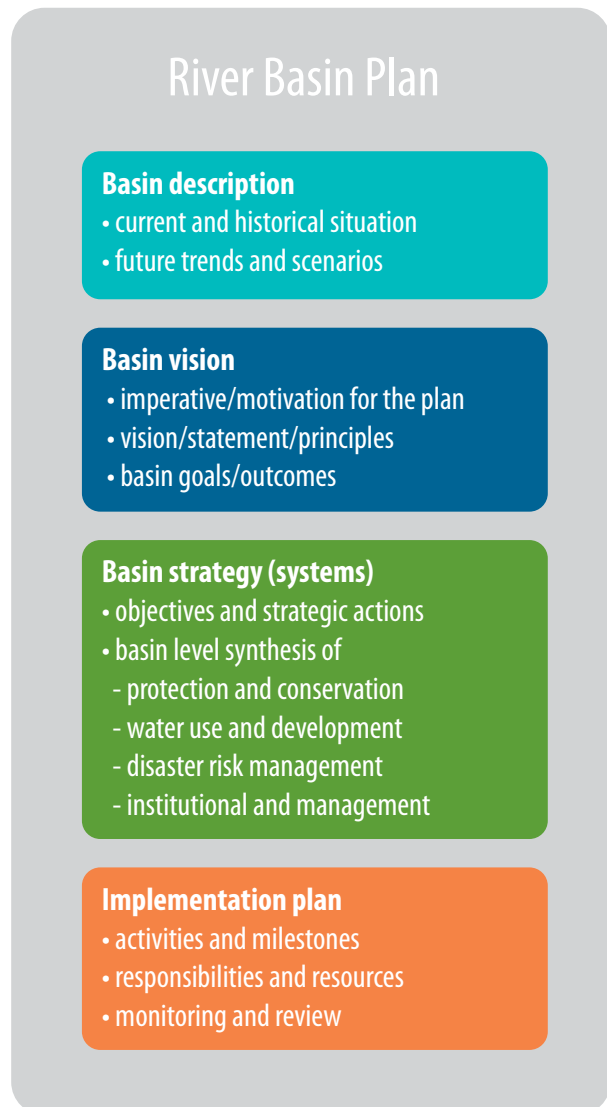 River Basin Plan
Basin description
• current and historical situation
• future trends and scenarios
Basin vision
• imperative/motivation for the plan
• vision/statement/principles
• basin goals/outcomes
Basin strategy (systems)
• objectives and strategic actions
• basin level synthesis of
- protection and conservation
- water use and development
- disaster risk management
- institutional and management
Implementation plan
• activities and milestones
• responsibilities and resources
• monitoring and review